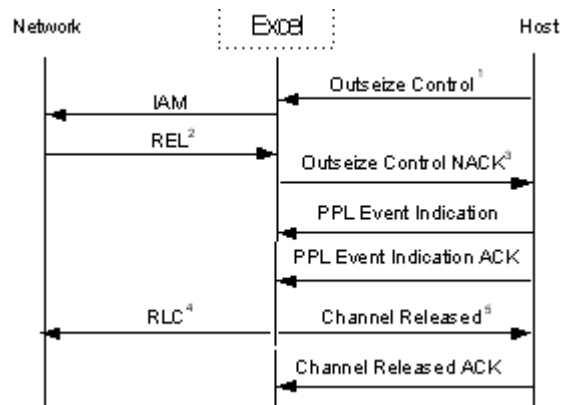 Network Excel Host
Outseize Control¹
IAM
REL²
Outseize Control NACK³
PPL Event Indication
PPL Event Indication ACK
RLC⁴ Channel Released⁵
Channel Released ACK